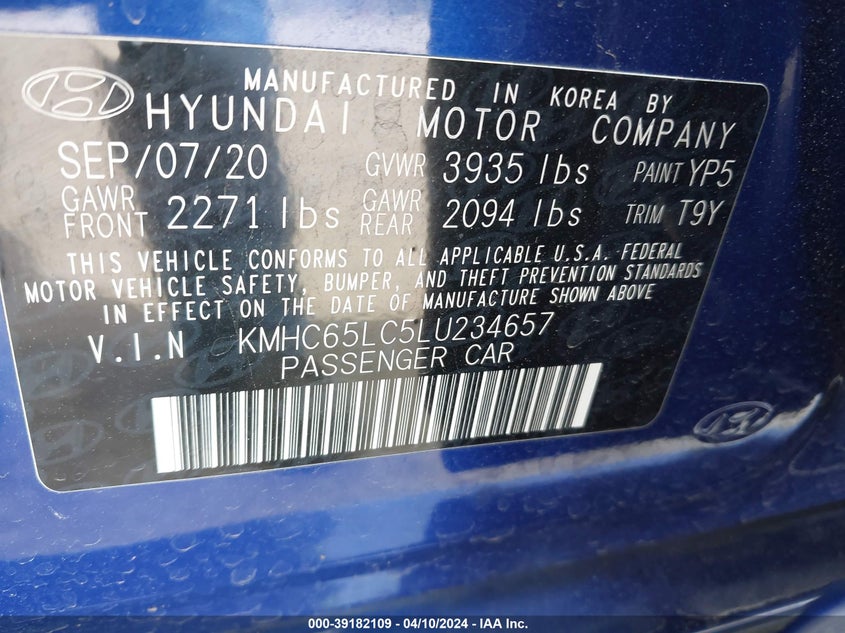 MANUFACTURED IN KOREA BY
HYUNDAI MOTOR COMPANY
SEP/07/20 GVWR 3935 lbs PAINT YP5
GAWR FRONT 2271 lbs GAWR REAR 2094 lbs TRIM T9Y
THIS VEHICLE CONFORMS TO ALL APPLICABLE U.S.A. FEDERAL
MOTOR VEHICLE SAFETY, BUMPER, AND THEFT PREVENTION STANDARDS
IN EFFECT ON THE DATE OF MANUFACTURE SHOWN ABOVE
V.I.N KMHC65LC5LU234657
PASSENGER CAR
000-39182109 - 04/10/2024 - IAA Inc.